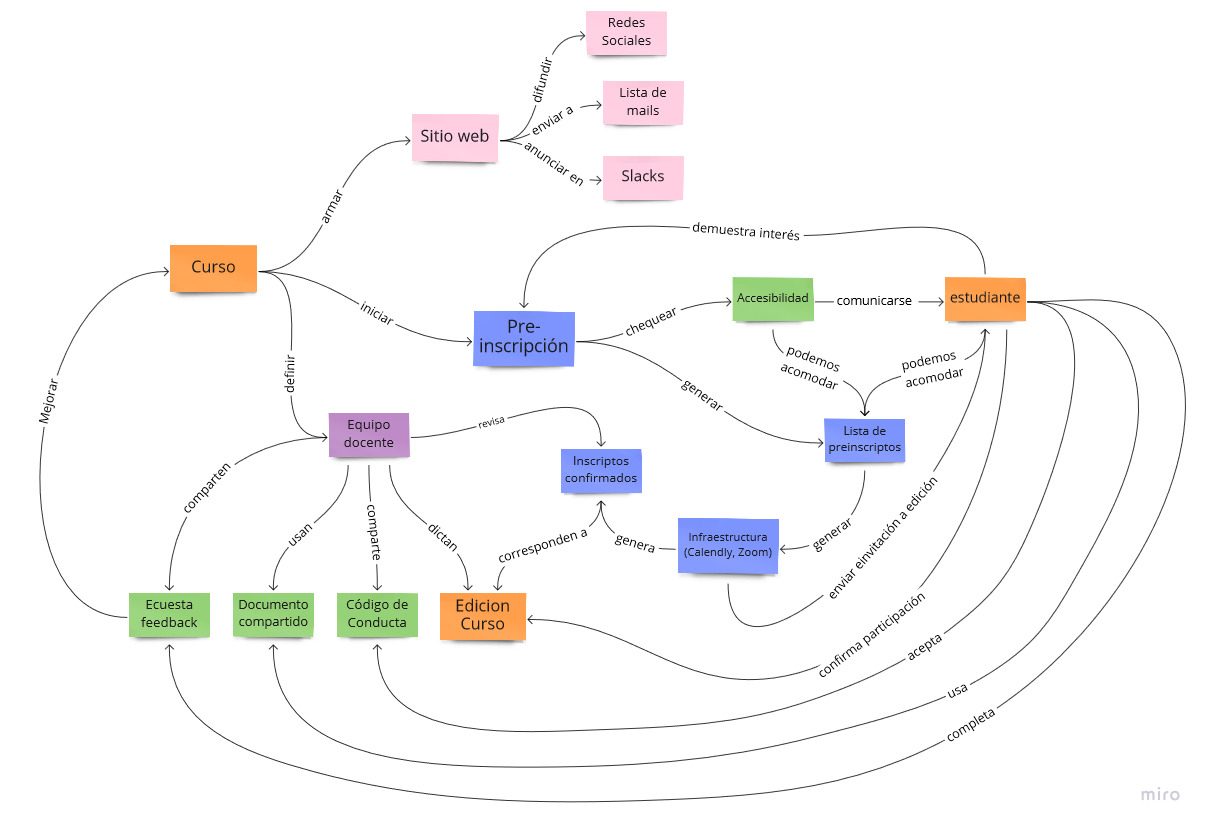 Redes
Sociales
difundir
Lista de
mails
enviar a
Sitio web
anunciar en
Slacks
armar
demuestra interés
Curso
Accesibilidad
comunicarse
estudiante
iniciar
Pre-
inscripción
chequear
podemos
acomodar
podemos
acomodar
definir
generar
Mejorar
Equipo
docente
revisa
Lista de
preinscriptos
Inscriptos
confirmados
comparten
usan
comparte
dictan
corresponden a
genera
Infraestructura
(Calendly, Zoom)
generar
enviar einvitación a edición
Ecuesta
feedback
Documento
compartido
Código de
Conducta
Edicion
Curso
confirma participación
acepta
usa
completa
miro